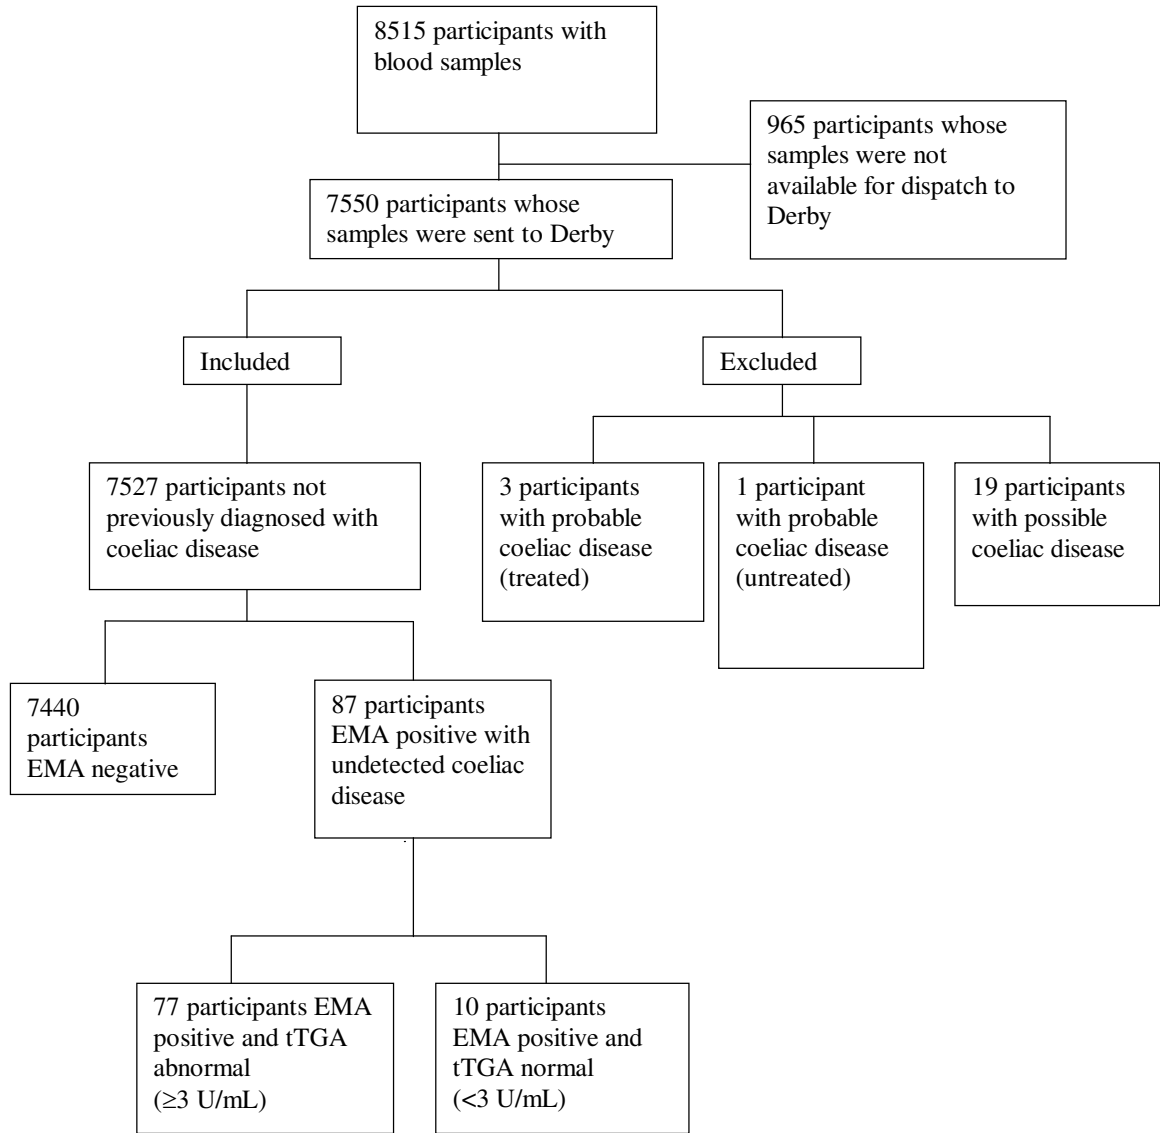 8515 participants with
blood samples
965 participants whose
samples were not
available for dispatch to
Derby
7550 participants whose
samples were sent to Derby
Included
Excluded
7527 participants not
previously diagnosed with
coeliac disease
3 participants
with probable
coeliac disease
(treated)
1 participant
with probable
coeliac disease
(untreated)
19 participants
with possible
coeliac disease
7440
participants
EMA negative
87 participants
EMA positive with
undetected coeliac
disease
77 participants EMA
positive and tTGA
abnormal
(≥3 U/mL)
10 participants
EMA positive and
tTGA normal
(<3 U/mL)